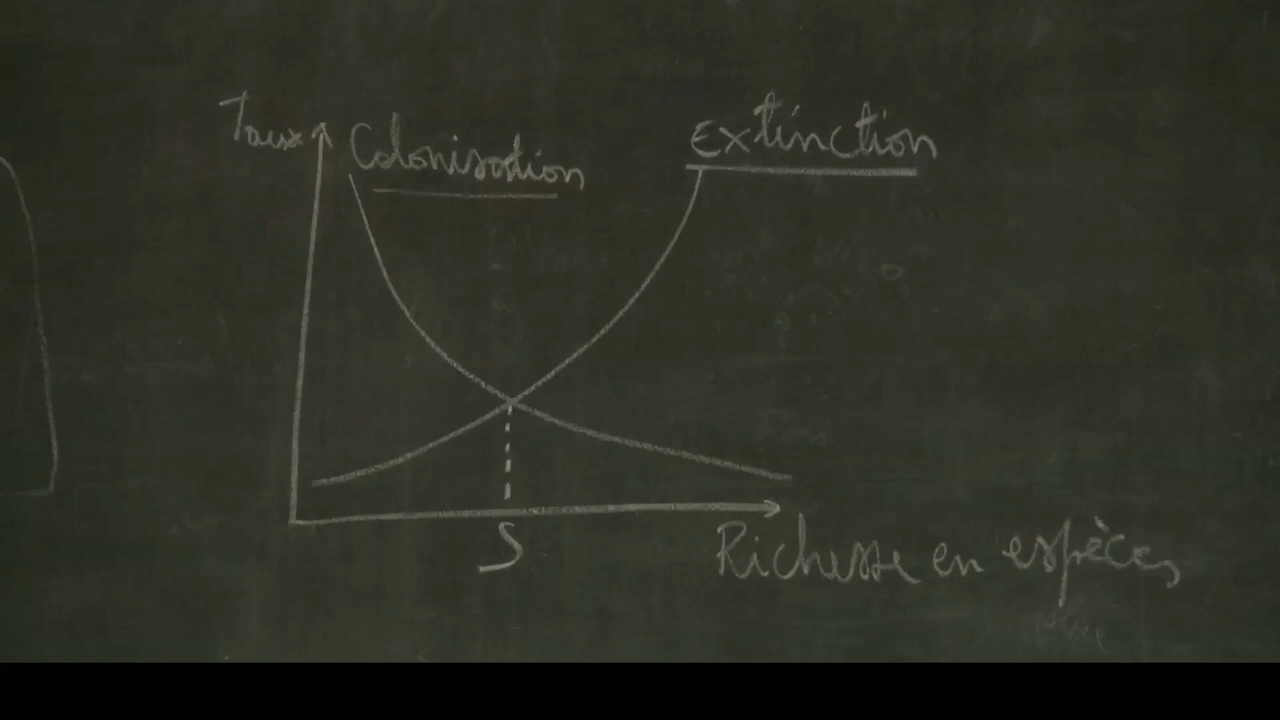 Taux
Colonisation
Extinction
S
Richesse en espèces